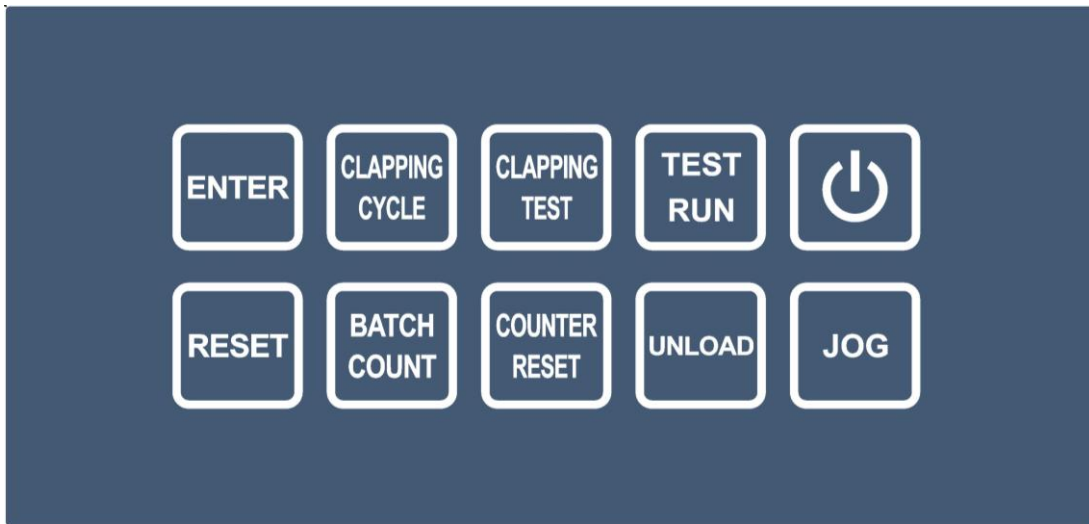 ENTER
CLAPPING
CYCLE
CLAPPING
TEST
TEST
RUN
RESET
BATCH
COUNT
COUNTER
RESET
UNLOAD
JOG